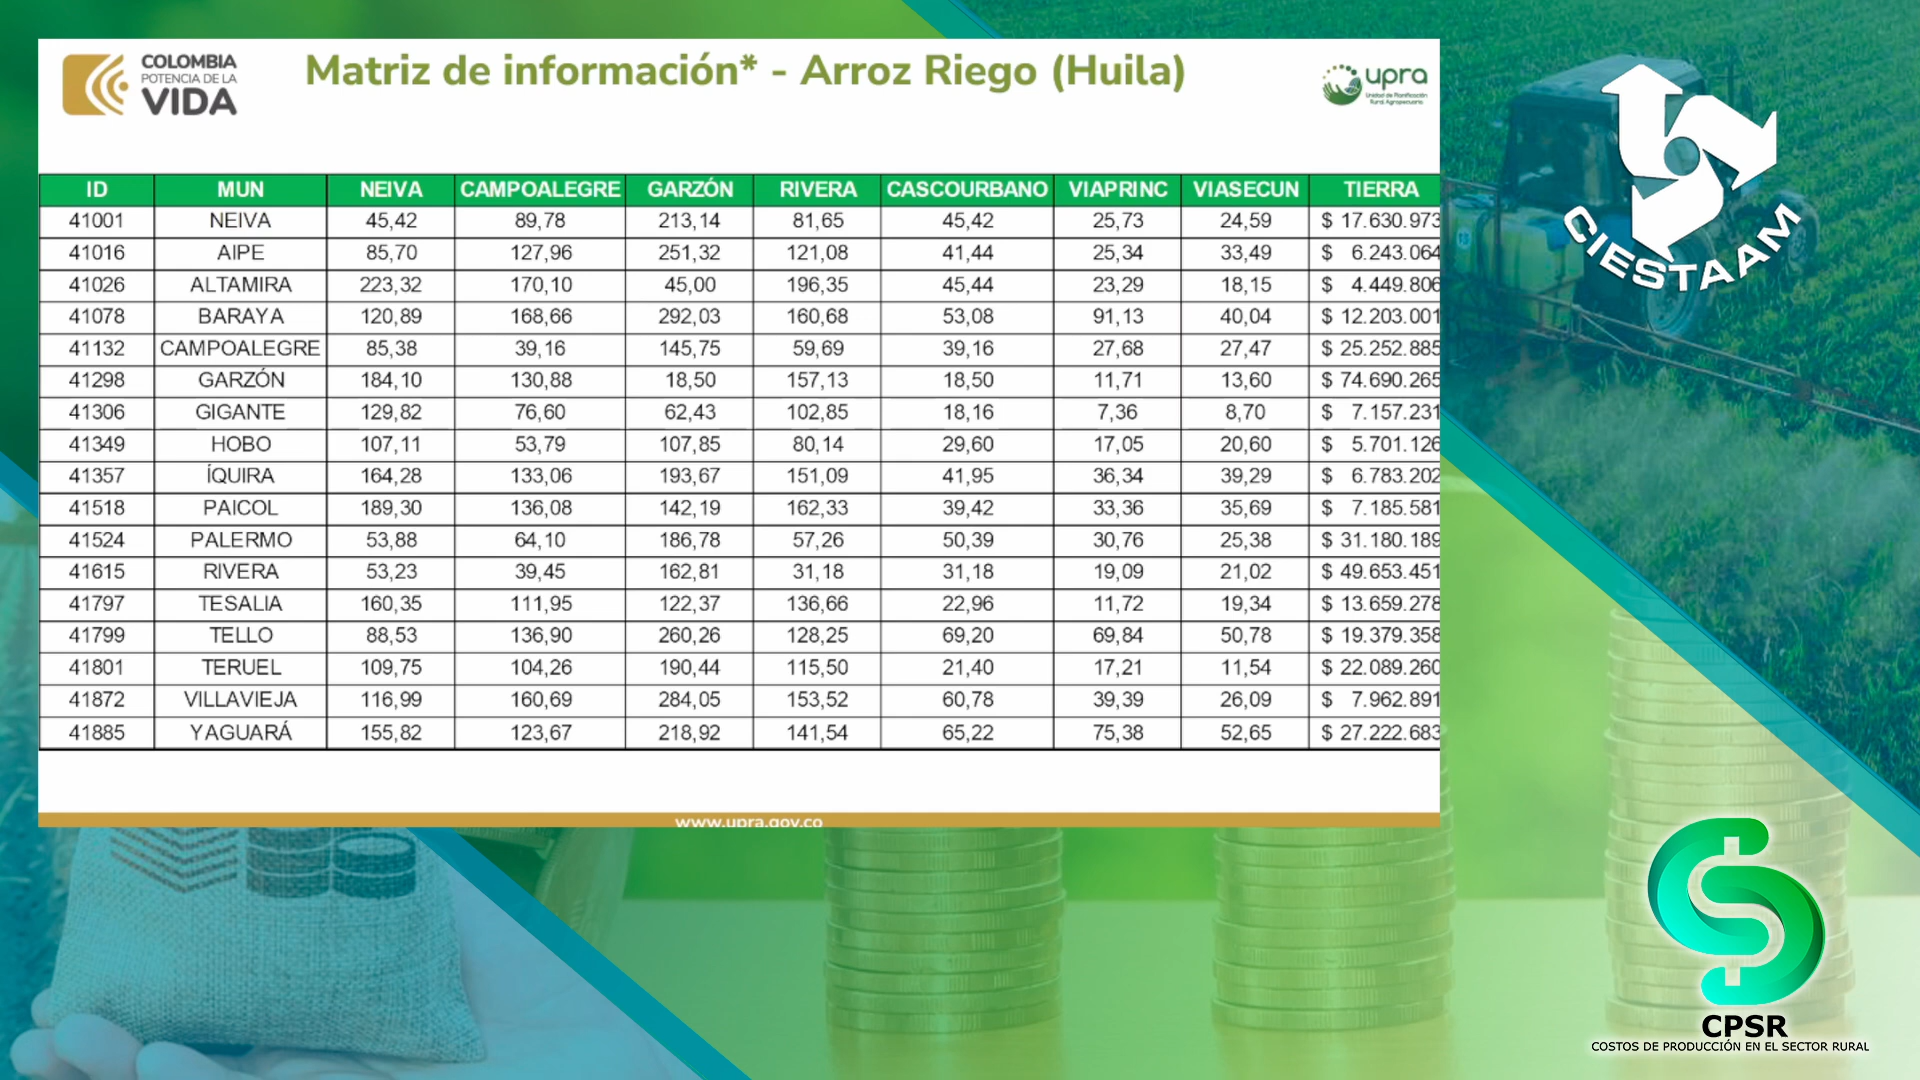 COLOMBIA
POTENCIA DE LA
VIDA
Matriz de información* - Arroz Riego (Huila)
upra
Unidad de Planificación
Rural Agropecuaria
ID MUN NEIVA CAMPOALEGRE GARZÓN RIVERA CASCOURBANO VIAPRINC VIASECUN TIERRA
41001 NEIVA 45,42 89,78 213,14 81,65 45,42 25,73 24,59 $ 17.630.973
41016 AIPE 85,70 127,96 251,32 121,08 41,44 25,34 33,49 $ 6.243.064
41026 ALTAMIRA 223,32 170,10 45,00 196,35 45,44 23,29 18,15 $ 4.449.806
41078 BARAYA 120,89 168,66 292,03 160,68 53,08 91,13 40,04 $ 12.203.001
41132 CAMPOALEGRE 85,38 39,16 145,75 59,69 39,16 27,68 27,47 $ 25.252.885
41298 GARZÓN 184,10 130,88 18,50 157,13 18,50 11,71 13,60 $ 74.690.265
41306 GIGANTE 129,82 76,60 62,43 102,85 18,16 7,36 8,70 $ 7.157.231
41349 HOBO 107,11 53,79 107,85 80,14 29,60 17,05 20,60 $ 5.701.126
41357 ÍQUIRA 164,28 133,06 193,67 151,09 41,95 36,34 39,29 $ 6.783.202
41518 PAICOL 189,30 136,08 142,19 162,33 39,42 33,36 35,69 $ 7.185.581
41524 PALERMO 53,88 64,10 186,78 57,26 50,39 30,76 25,38 $ 31.180.189
41615 RIVERA 53,23 39,45 162,81 31,18 31,18 19,09 21,02 $ 49.653.451
41797 TESALIA 160,35 111,95 122,37 136,66 22,96 11,72 19,34 $ 13.659.278
41799 TELLO 88,53 136,90 260,26 128,25 69,20 69,84 50,78 $ 19.379.358
41801 TERUEL 109,75 104,26 190,44 115,50 21,40 17,21 11,54 $ 22.089.260
41872 VILLAVIEJA 116,99 160,69 284,05 153,52 60,78 39,39 26,09 $ 7.962.891
41885 YAGUARÁ 155,82 123,67 218,92 141,54 65,22 75,38 52,65 $ 27.222.683
www.upra.gov.co
CIESTAAM
CPSR
COSTOS DE PRODUCCIÓN EN EL SECTOR RURAL